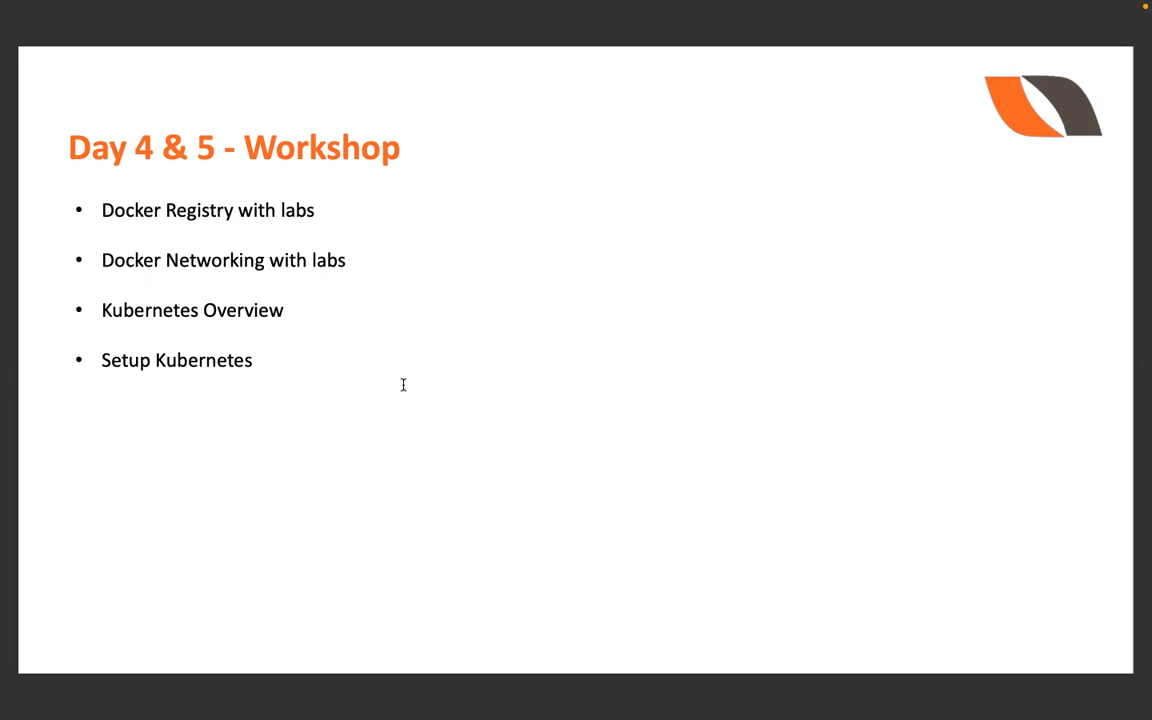 Day 4 & 5 - Workshop
• Docker Registry with labs
• Docker Networking with labs
• Kubernetes Overview
• Setup Kubernetes